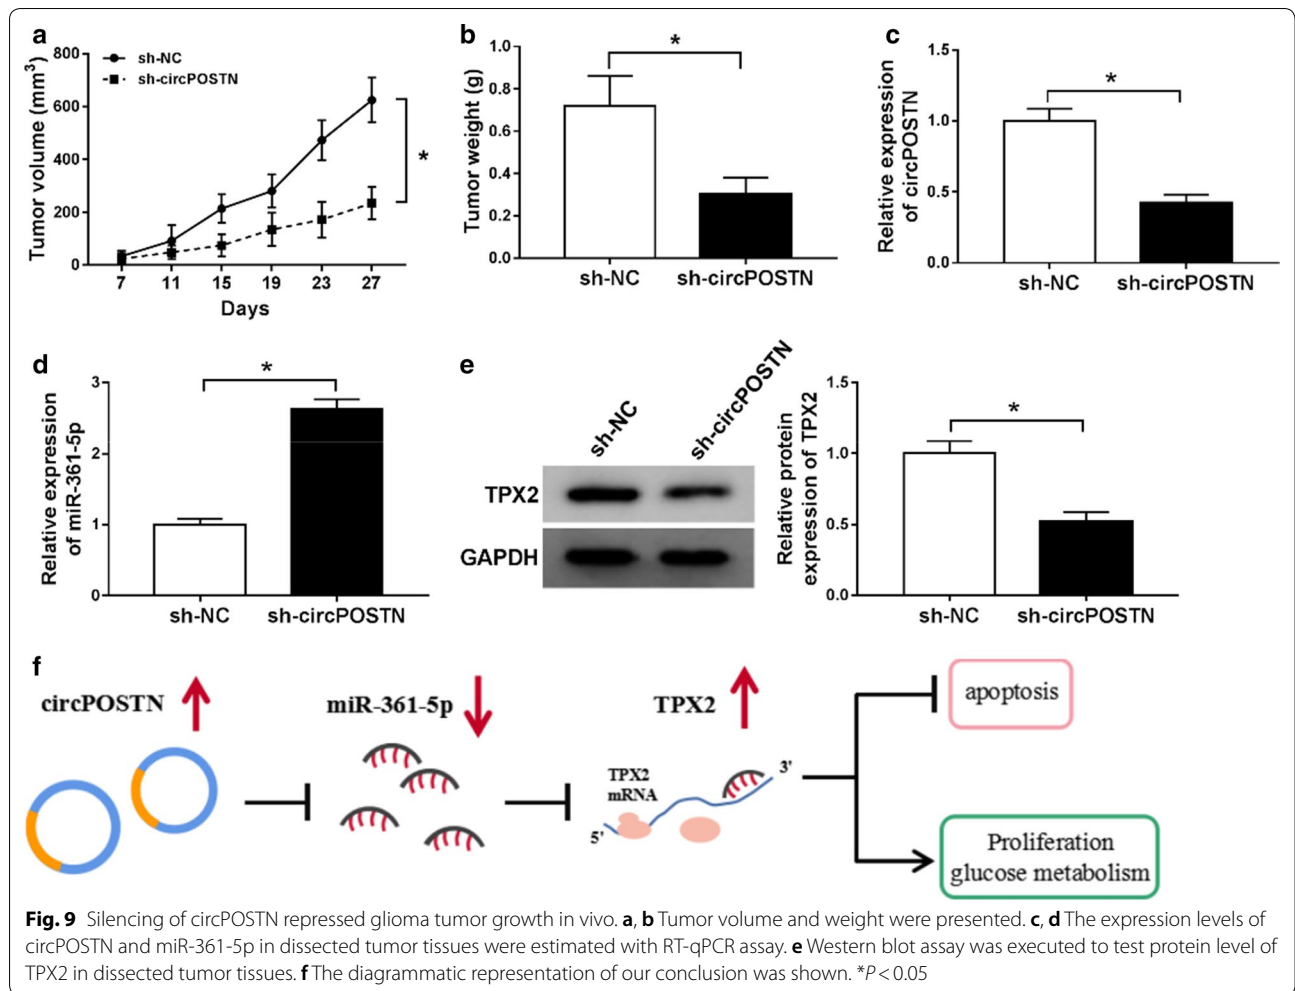 a
800
600
400
200
0
Tumor volume (mm³)
sh-NC
sh-circPOSTN
*
7 11 15 19 23 27
Days
b
*
1.0
0.8
0.6
0.4
0.2
0.0
Tumor weight (g)
sh-NC sh-circPOSTN
c
*
1.5
1.0
0.5
0.0
Relative expression
of circPOSTN
sh-NC sh-circPOSTN
d
*
3
2
1
0
Relative expression
of miR-361-5p
sh-NC sh-circPOSTN
e
sh-NC sh-circPOSTN
TPX2
GAPDH
*
1.5
1.0
0.5
0.0
Relative protein
expression of TPX2
sh-NC sh-circPOSTN
f
circPOSTN
miR-361-5p
TPX2
TPX2
mRNA
5'
3'
apoptosis
Proliferation
glucose metabolism
Fig. 9 Silencing of circPOSTN repressed glioma tumor growth in vivo. a, b Tumor volume and weight were presented. c, d The expression levels of
circPOSTN and miR-361-5p in dissected tumor tissues were estimated with RT-qPCR assay. e Western blot assay was executed to test protein level of
TPX2 in dissected tumor tissues. f The diagrammatic representation of our conclusion was shown. *P < 0.05